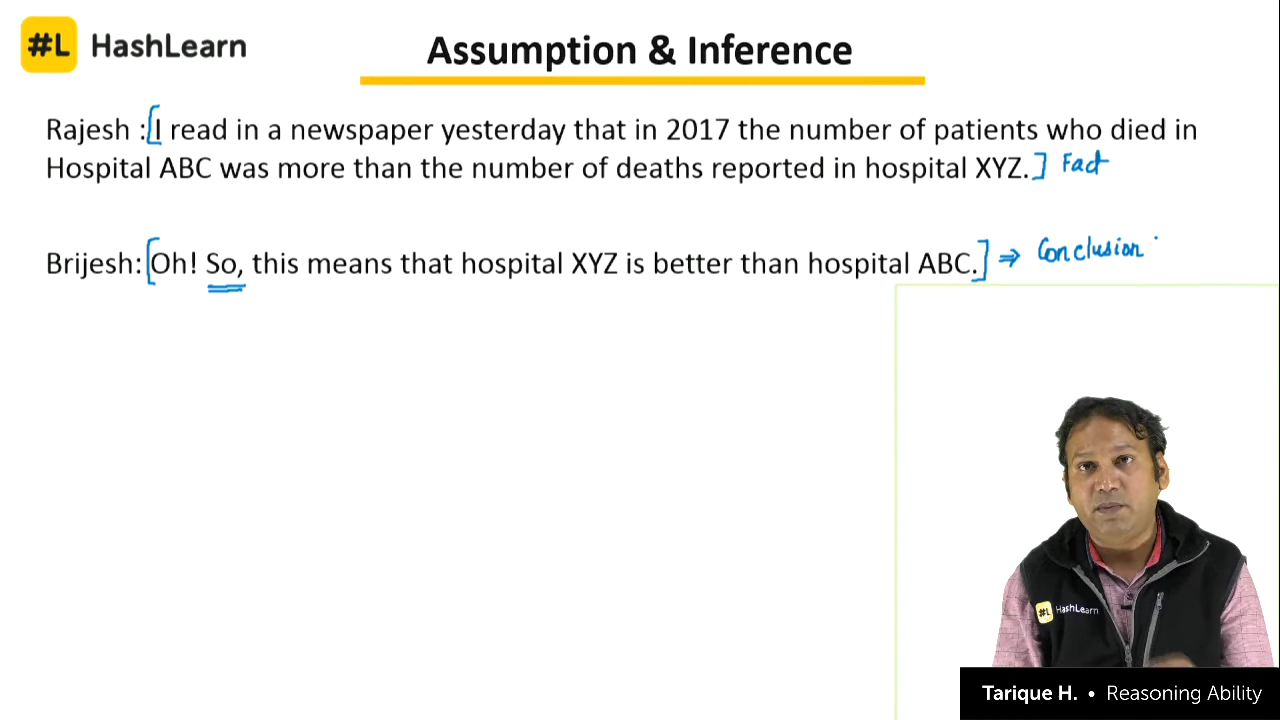 #L HashLearn
Assumption & Inference
Rajesh : I read in a newspaper yesterday that in 2017 the number of patients who died in
Hospital ABC was more than the number of deaths reported in hospital XYZ.] Fact
Brijesh: [Oh! So, this means that hospital XYZ is better than hospital ABC.] ⇒ Conclusion
#L HashLearn
Tarique H. • Reasoning Ability